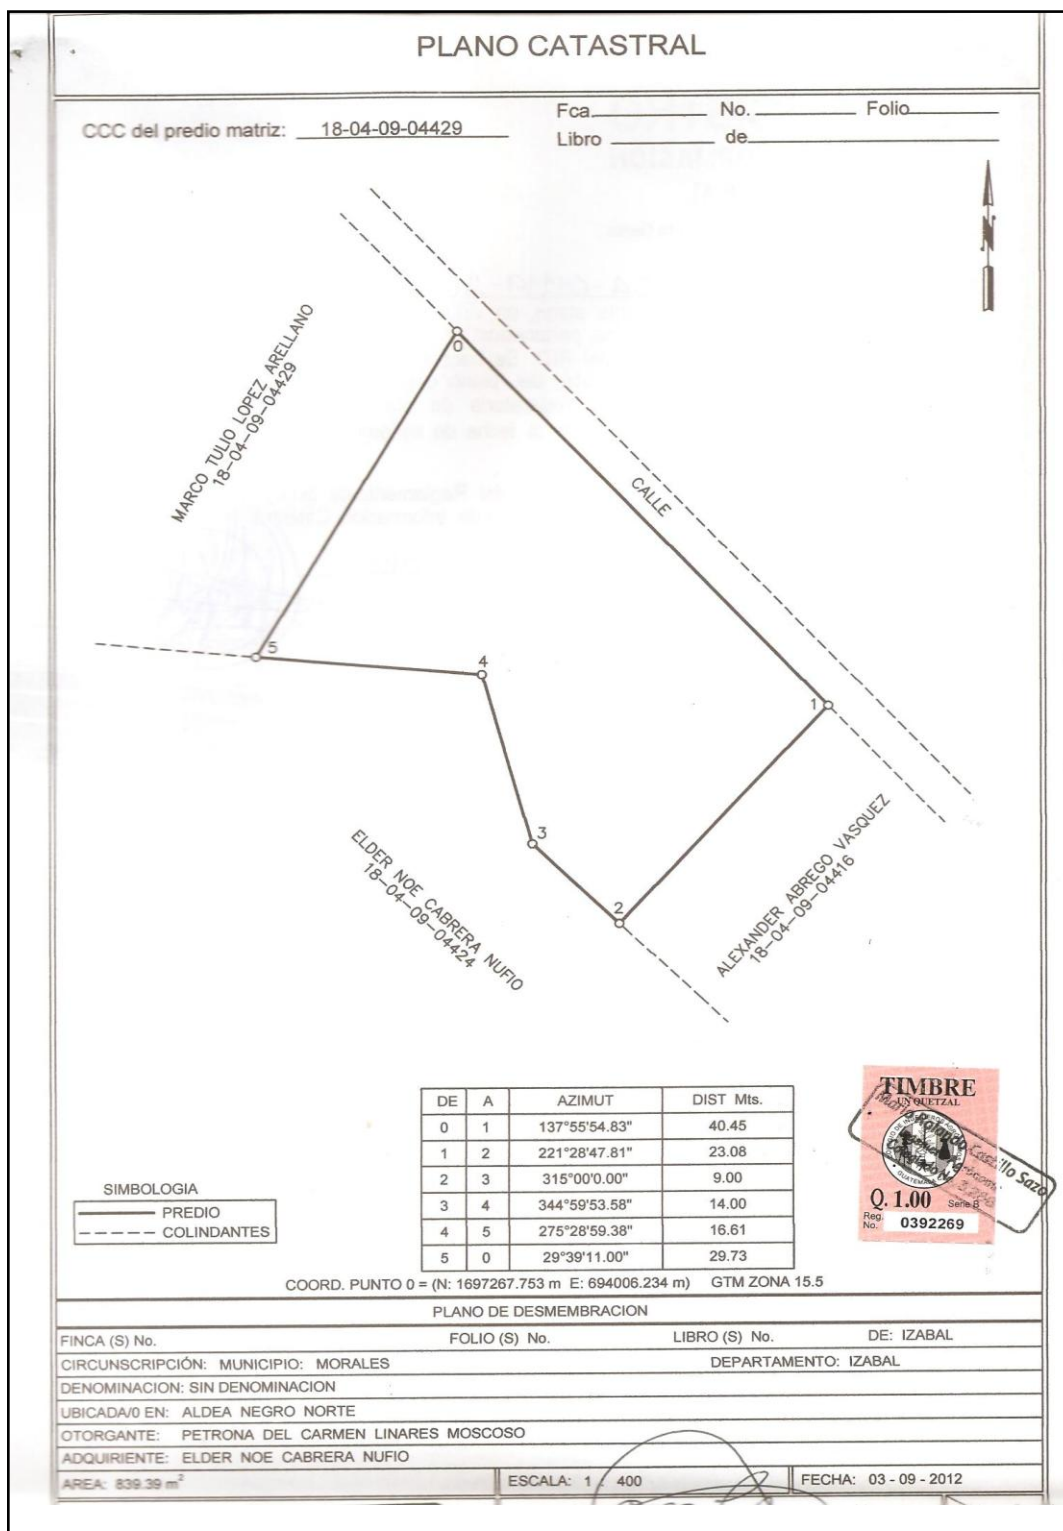 PLANO CATASTRAL
CCC del predio matriz: 18-04-09-04429
Fca. No. Folio
Libro de
N
MARCO TULIO LOPEZ ARELLANO
18-04-09-04429
0
CALLE
5
4
1
3
2
ELDER NOE CABRERA NUFIO
18-04-09-04424
ALEXANDER ABREGO VASQUEZ
18-04-09-04416
DE A AZIMUT DIST Mts.
0 1 137°55'54.83" 40.45
1 2 221°28'47.81" 23.08
2 3 315°00'0.00" 9.00
3 4 344°59'53.58" 14.00
4 5 275°28'59.38" 16.61
5 0 29°39'11.00" 29.73
SIMBOLOGIA
PREDIO
COLINDANTES
TIMBRE
UN QUETZAL
GUATEMALA
Mario Rolando Castillo Sazo
Q. 1.00 Serie B
Reg. No. 0392269
COORD. PUNTO 0 = (N: 1697267.753 m E: 694006.234 m) GTM ZONA 15.5
PLANO DE DESMEMBRACION
FINCA (S) No. FOLIO (S) No. LIBRO (S) No. DE: IZABAL
CIRCUNSCRIPCIÓN: MUNICIPIO: MORALES DEPARTAMENTO: IZABAL
DENOMINACION: SIN DENOMINACION
UBICADA/0 EN: ALDEA NEGRO NORTE
OTORGANTE: PETRONA DEL CARMEN LINARES MOSCOSO
ADQUIRIENTE: ELDER NOE CABRERA NUFIO
AREA: 839.39 m² ESCALA: 1 : 400 FECHA: 03 - 09 - 2012